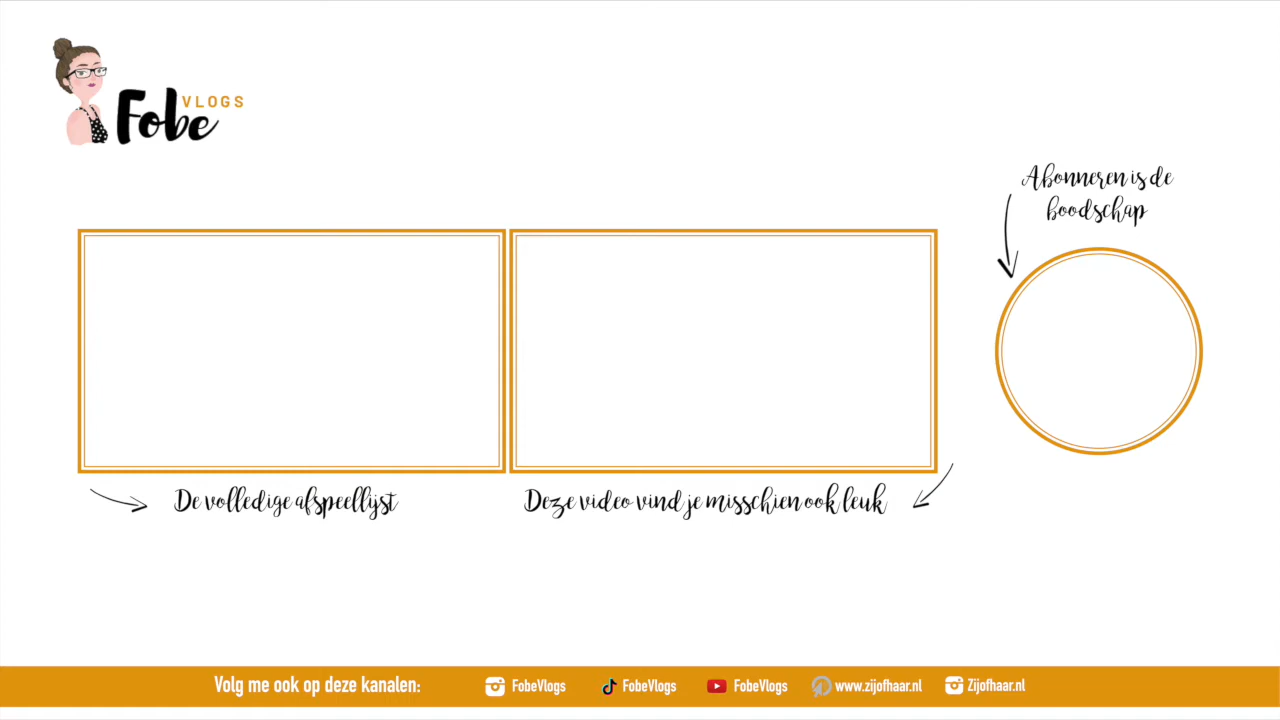 VLOGS
Fobe
Abonneren is de
boodschap
De volledige afspeellijst
Deze video vind je misschien ook leuk
Volg me ook op deze kanalen: FobeVlogs FobeVlogs FobeVlogs www.zijofhaar.nl Zijofhaar.nl